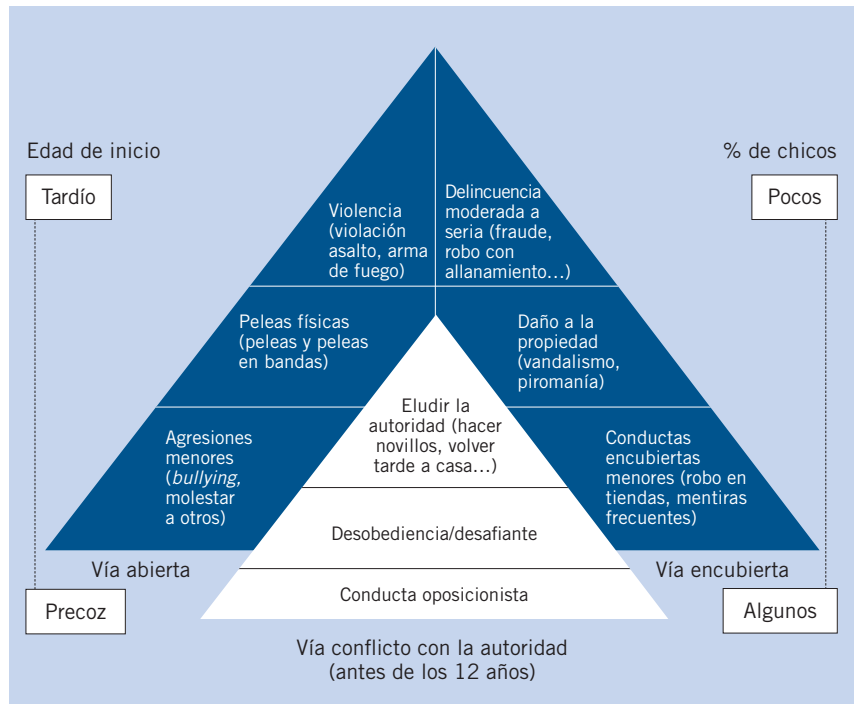 Edad de inicio
Tardío
% de chicos
Pocos
Violencia
(violación
asalto, arma
de fuego)
Delincuencia
moderada a
seria (fraude,
robo con
allanamiento…)
Peleas físicas
(peleas y peleas
en bandas)
Daño a la
propiedad
(vandalismo,
piromanía)
Agresiones
menores
(bullying,
molestar
a otros)
Eludir la
autoridad (hacer
novillos, volver
tarde a casa…)
Conductas
encubiertas
menores (robo en
tiendas, mentiras
frecuentes)
Desobediencia/desafiante
Conducta oposicionista
Vía abierta
Vía encubierta
Precoz
Algunos
Vía conflicto con la autoridad
(antes de los 12 años)